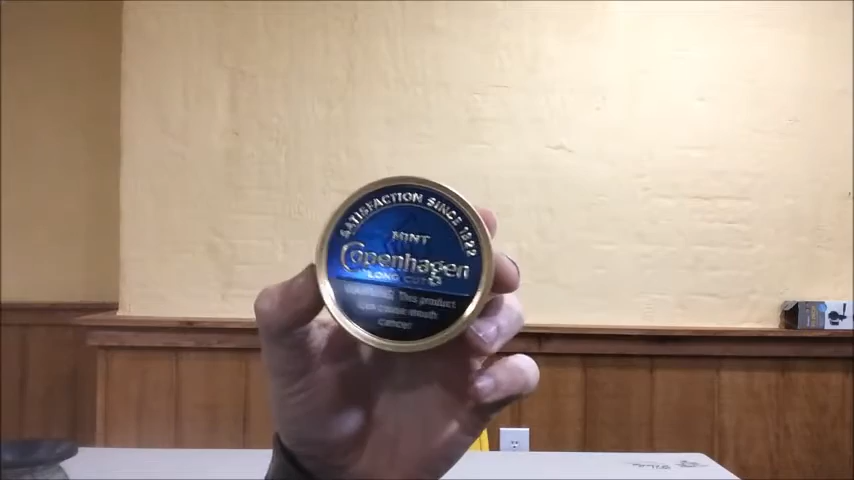 SATISFACTION SINCE 1822
MINT
Copenhagen
LONG CUT
WARNING: This product
can cause mouth
cancer.